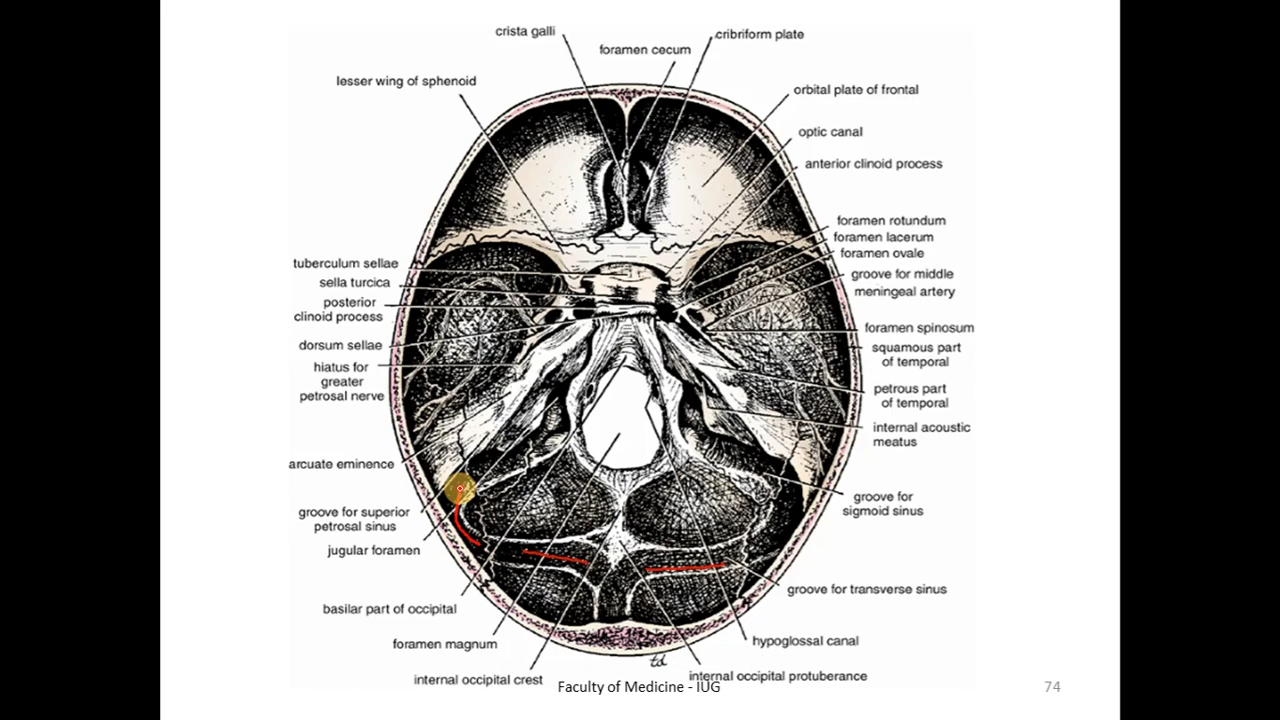 crista galli
foramen cecum
cribriform plate
lesser wing of sphenoid
orbital plate of frontal
optic canal
anterior clinoid process
foramen rotundum
foramen lacerum
foramen ovale
groove for middle
meningeal artery
foramen spinosum
squamous part
of temporal
petrous part
of temporal
internal acoustic
meatus
groove for
sigmoid sinus
groove for transverse sinus
hypoglossal canal
internal occipital protuberance
tuberculum sellae
sella turcica
posterior
clinoid process
dorsum sellae
hiatus for
greater
petrosal nerve
arcuate eminence
groove for superior
petrosal sinus
jugular foramen
basilar part of occipital
foramen magnum
internal occipital crest
td
Faculty of Medicine - IUG
74